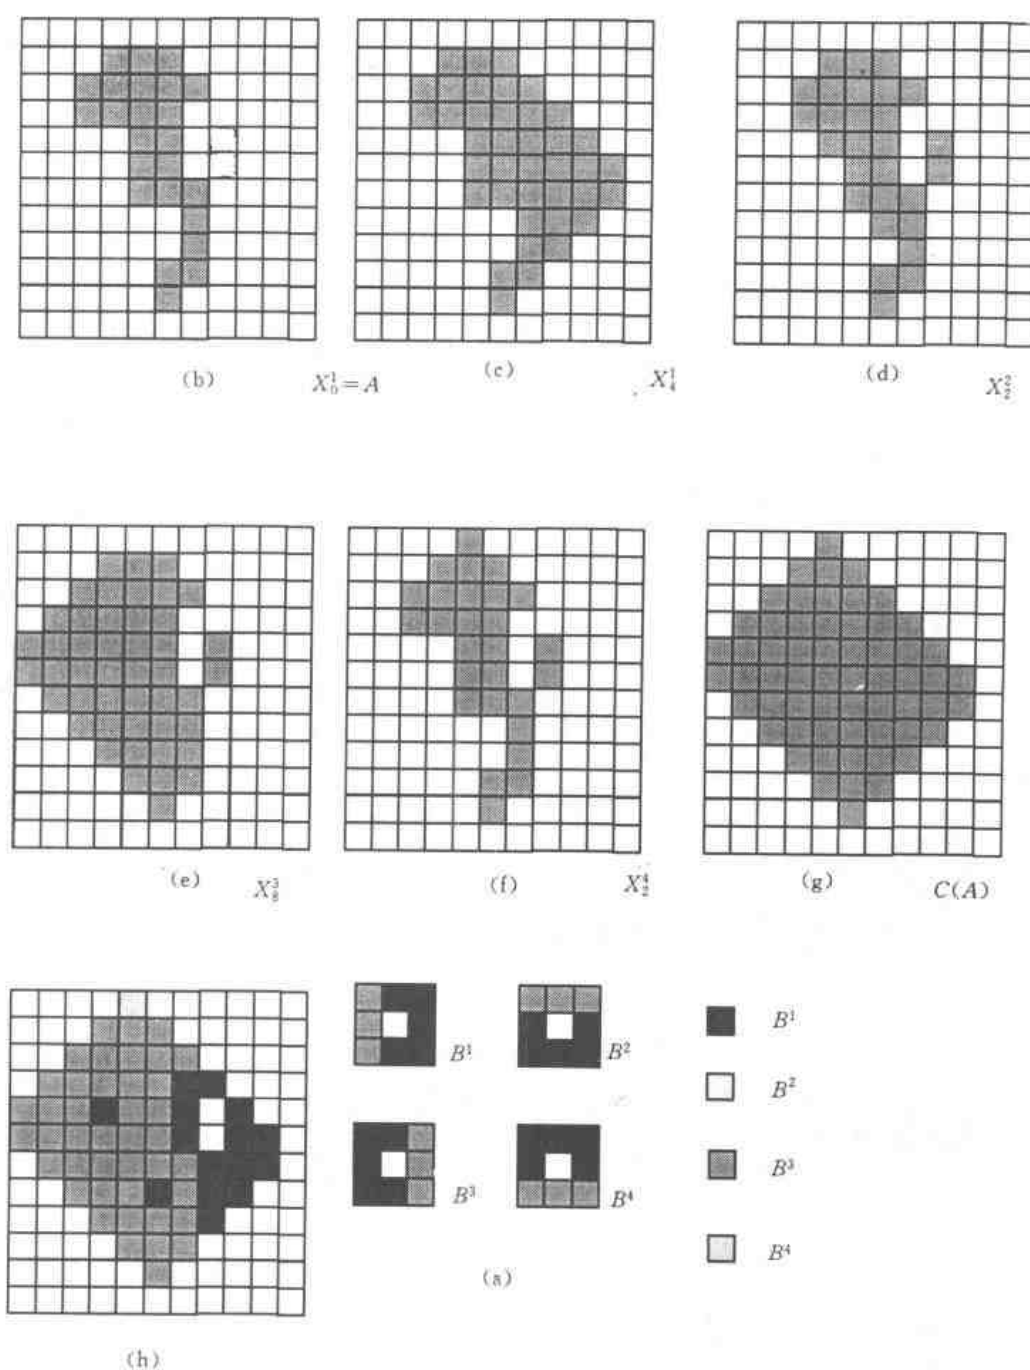 (b)
X₀¹ = A
(c)
X₄¹
(d)
X₂²
(e)
X₈³
(f)
X₂⁴
(g)
C(A)
B¹
B²
B³
B⁴
(a)
B¹
B²
B³
B⁴
(h)